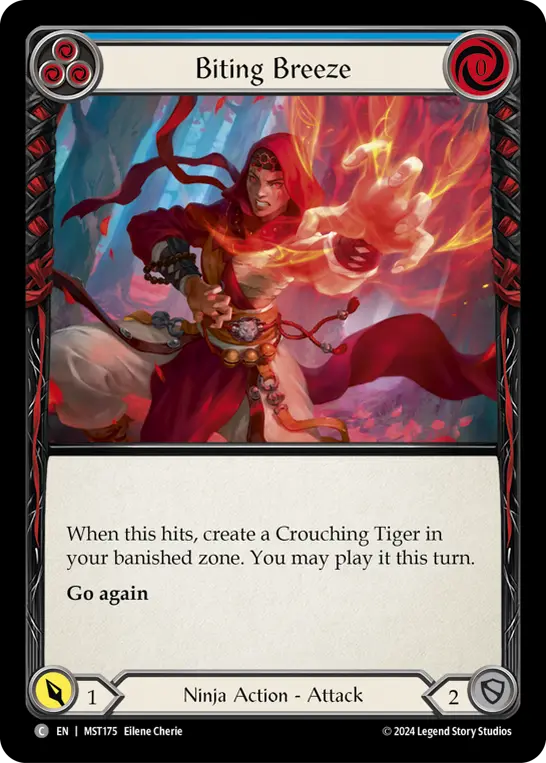 Biting Breeze
0
When this hits, create a Crouching Tiger in
your banished zone. You may play it this turn.
Go again
1
Ninja Action - Attack
2
C EN | MST175 Eilene Cherie
© 2024 Legend Story Studios